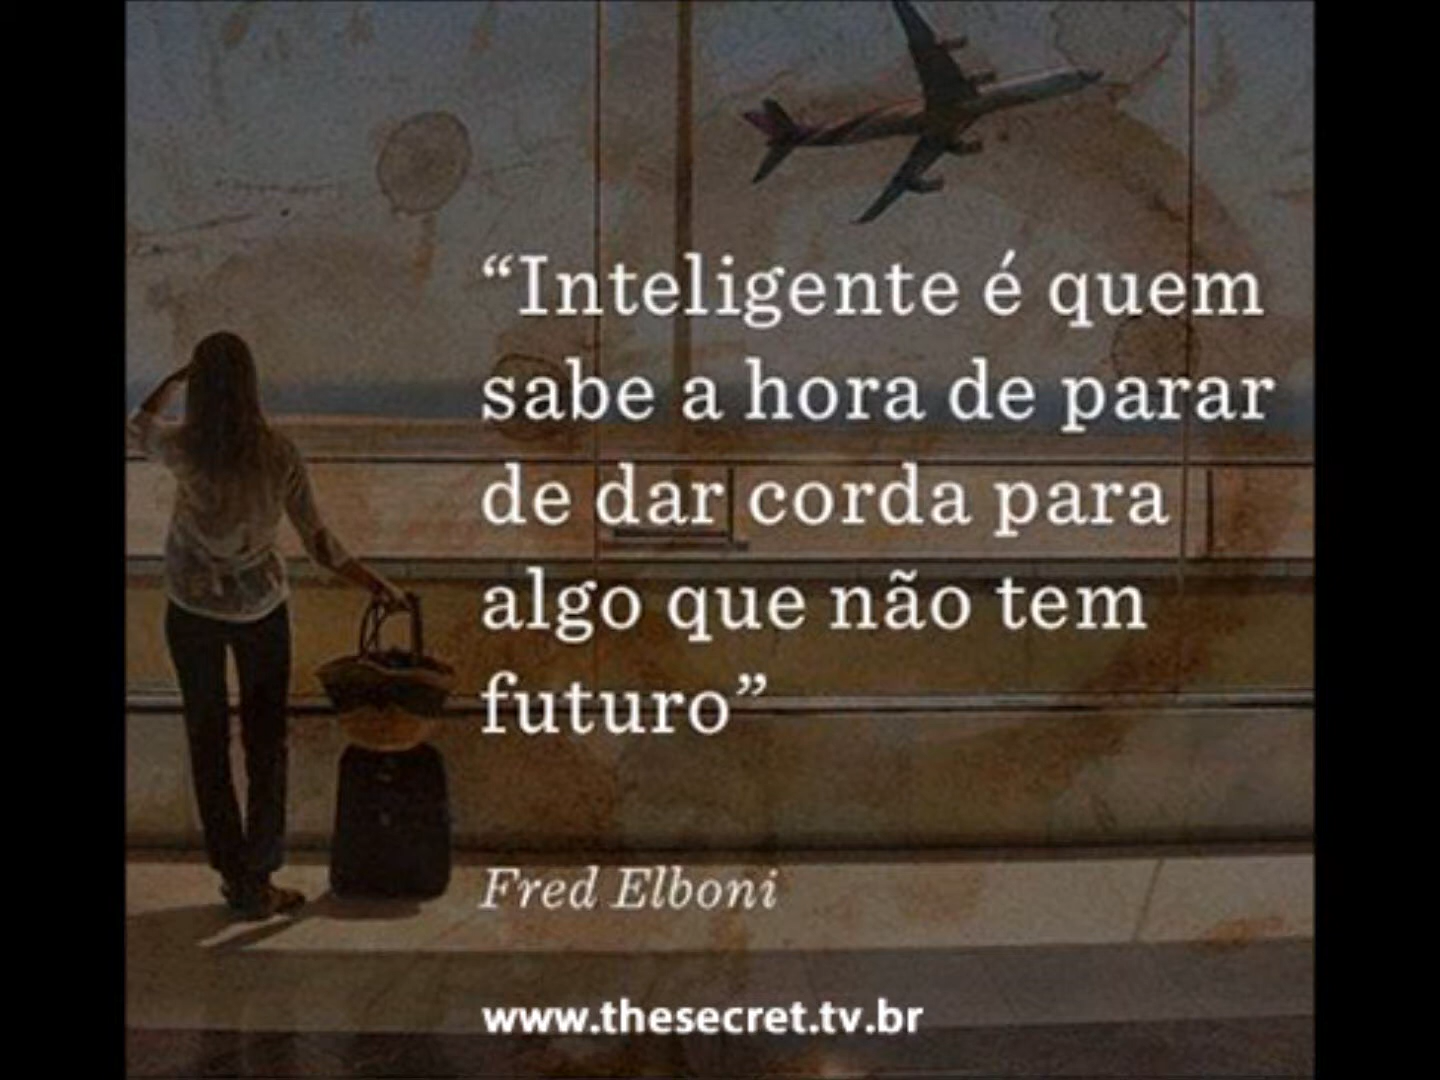 “Inteligente é quem
sabe a hora de parar
de dar corda para
algo que não tem
futuro”
Fred Elboni
www.thesecret.tv.br